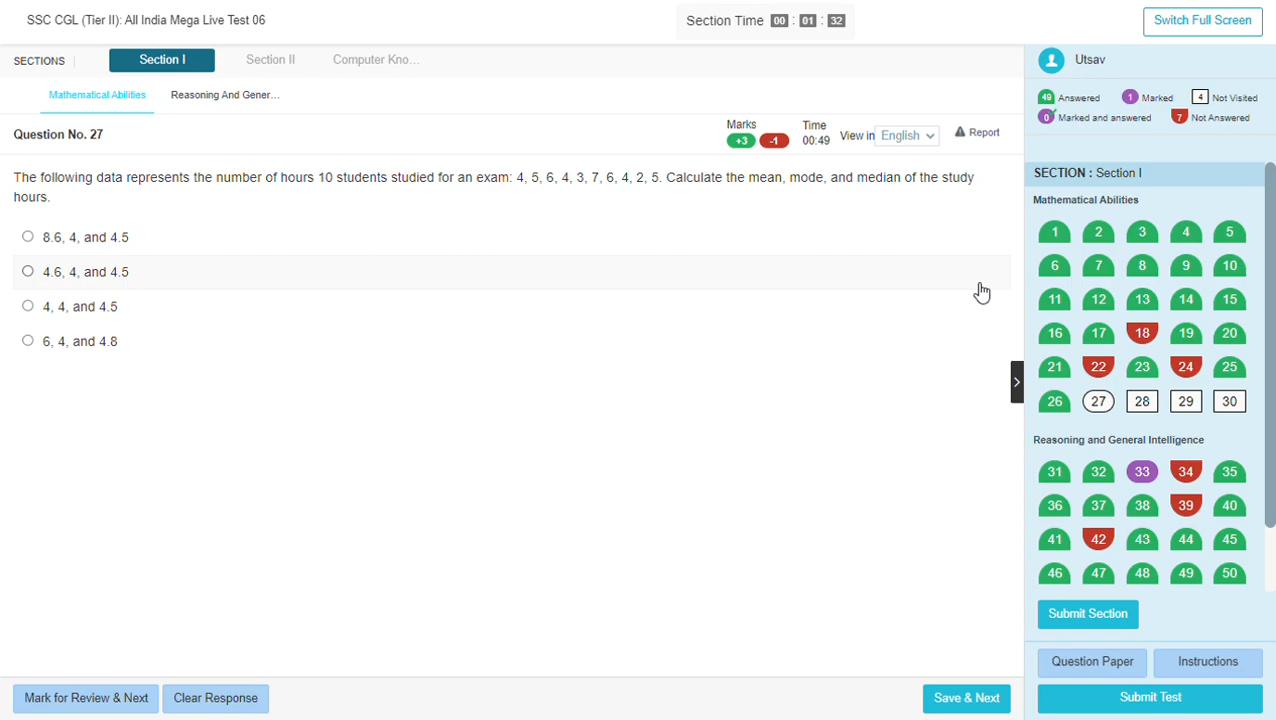 SSC CGL (Tier II): All India Mega Live Test 06
Section Time 00 : 01 : 32
Switch Full Screen
SECTIONS
Section I
Section II
Computer Kno...
Utsav
Mathematical Abilities
Reasoning And Gener...
49 Answered
1 Marked
4 Not Visited
0 Marked and answered
7 Not Answered
Question No. 27
Marks
+3 -1
Time
00:49
View in English
Report
The following data represents the number of hours 10 students studied for an exam: 4, 5, 6, 4, 3, 7, 6, 4, 2, 5. Calculate the mean, mode, and median of the study
hours.
8.6, 4, and 4.5
4.6, 4, and 4.5
4, 4, and 4.5
6, 4, and 4.8
SECTION : Section I
Mathematical Abilities
1 2 3 4 5
6 7 8 9 10
11 12 13 14 15
16 17 18 19 20
21 22 23 24 25
26 27 28 29 30
Reasoning and General Intelligence
31 32 33 34 35
36 37 38 39 40
41 42 43 44 45
46 47 48 49 50
Submit Section
Question Paper
Instructions
Mark for Review & Next
Clear Response
Save & Next
Submit Test